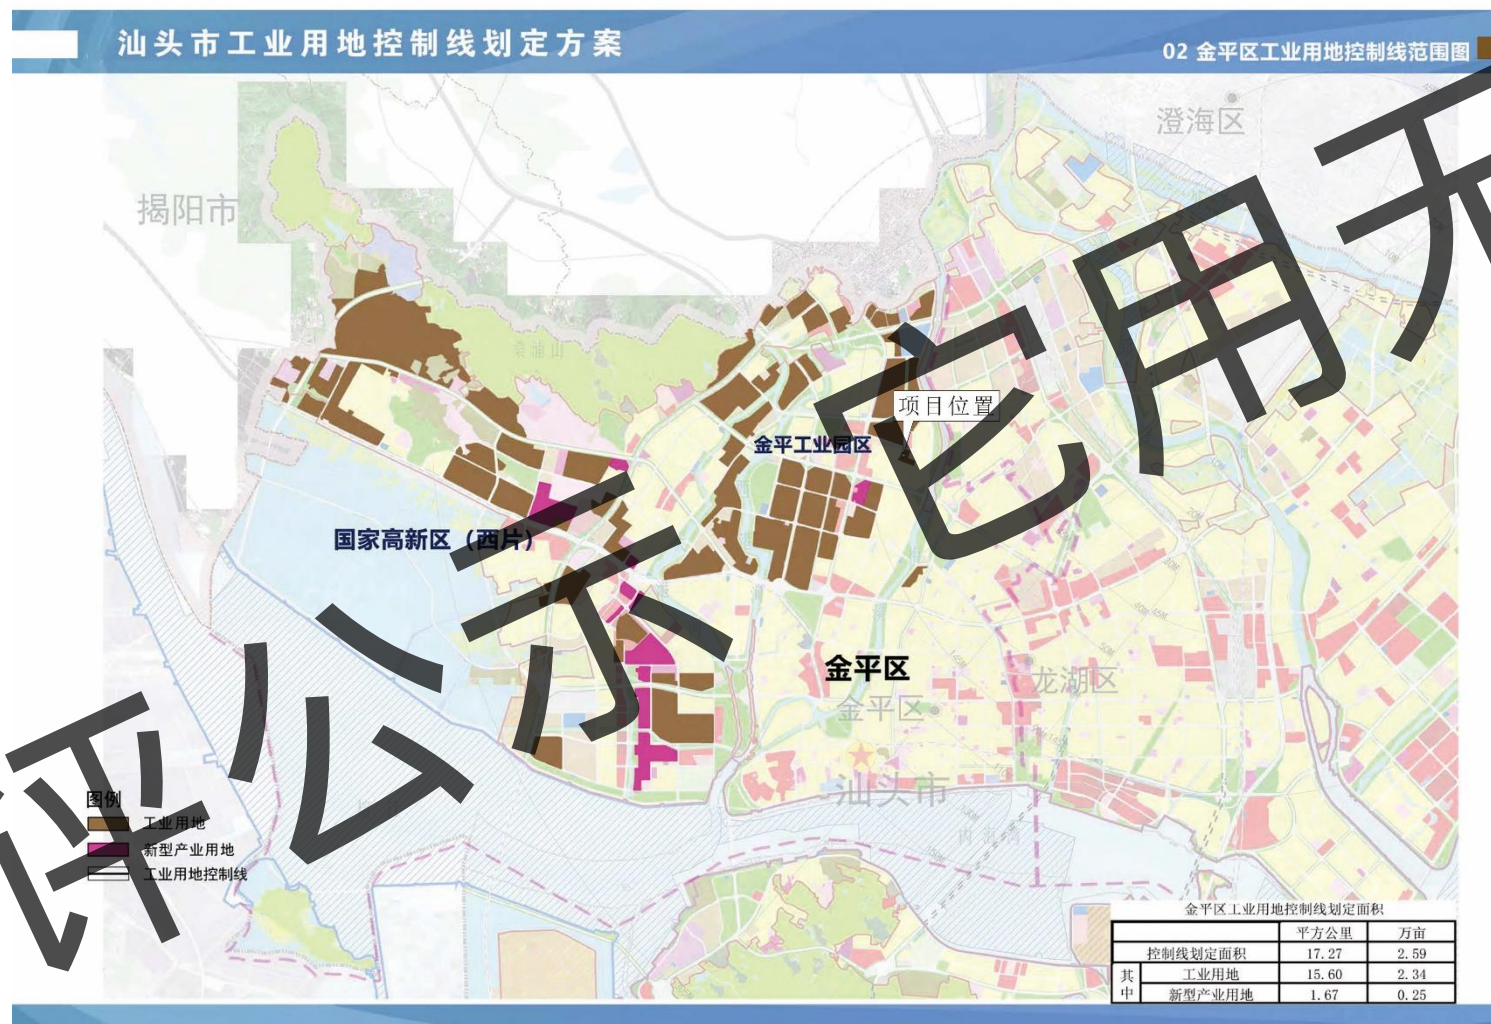 汕头市工业用地控制线划定方案
02 金平区工业用地控制线范围图
澄海区
揭阳市
桑浦山
项目位置
金平工业园区
国家高新区（西片）
金平区
龙湖区
金平区
汕头市
图例
工业用地
新型产业用地
工业用地控制线
评公示 它用无
金平区工业用地控制线划定面积
平方公里 万亩
控制线划定面积 17.27 2.59
其中 工业用地 15.60 2.34
新型产业用地 1.67 0.25